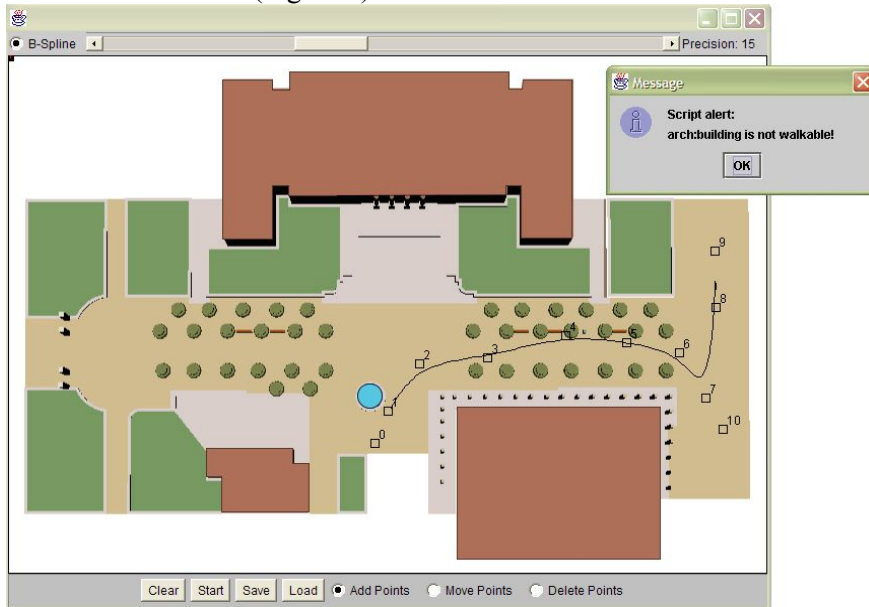 B-Spline
Precision: 15
Message
Script alert:
arch:building is not walkable!
OK
9
8
4
5
6
2
3
7
1
10
0
Clear Start Save Load Add Points Move Points Delete Points